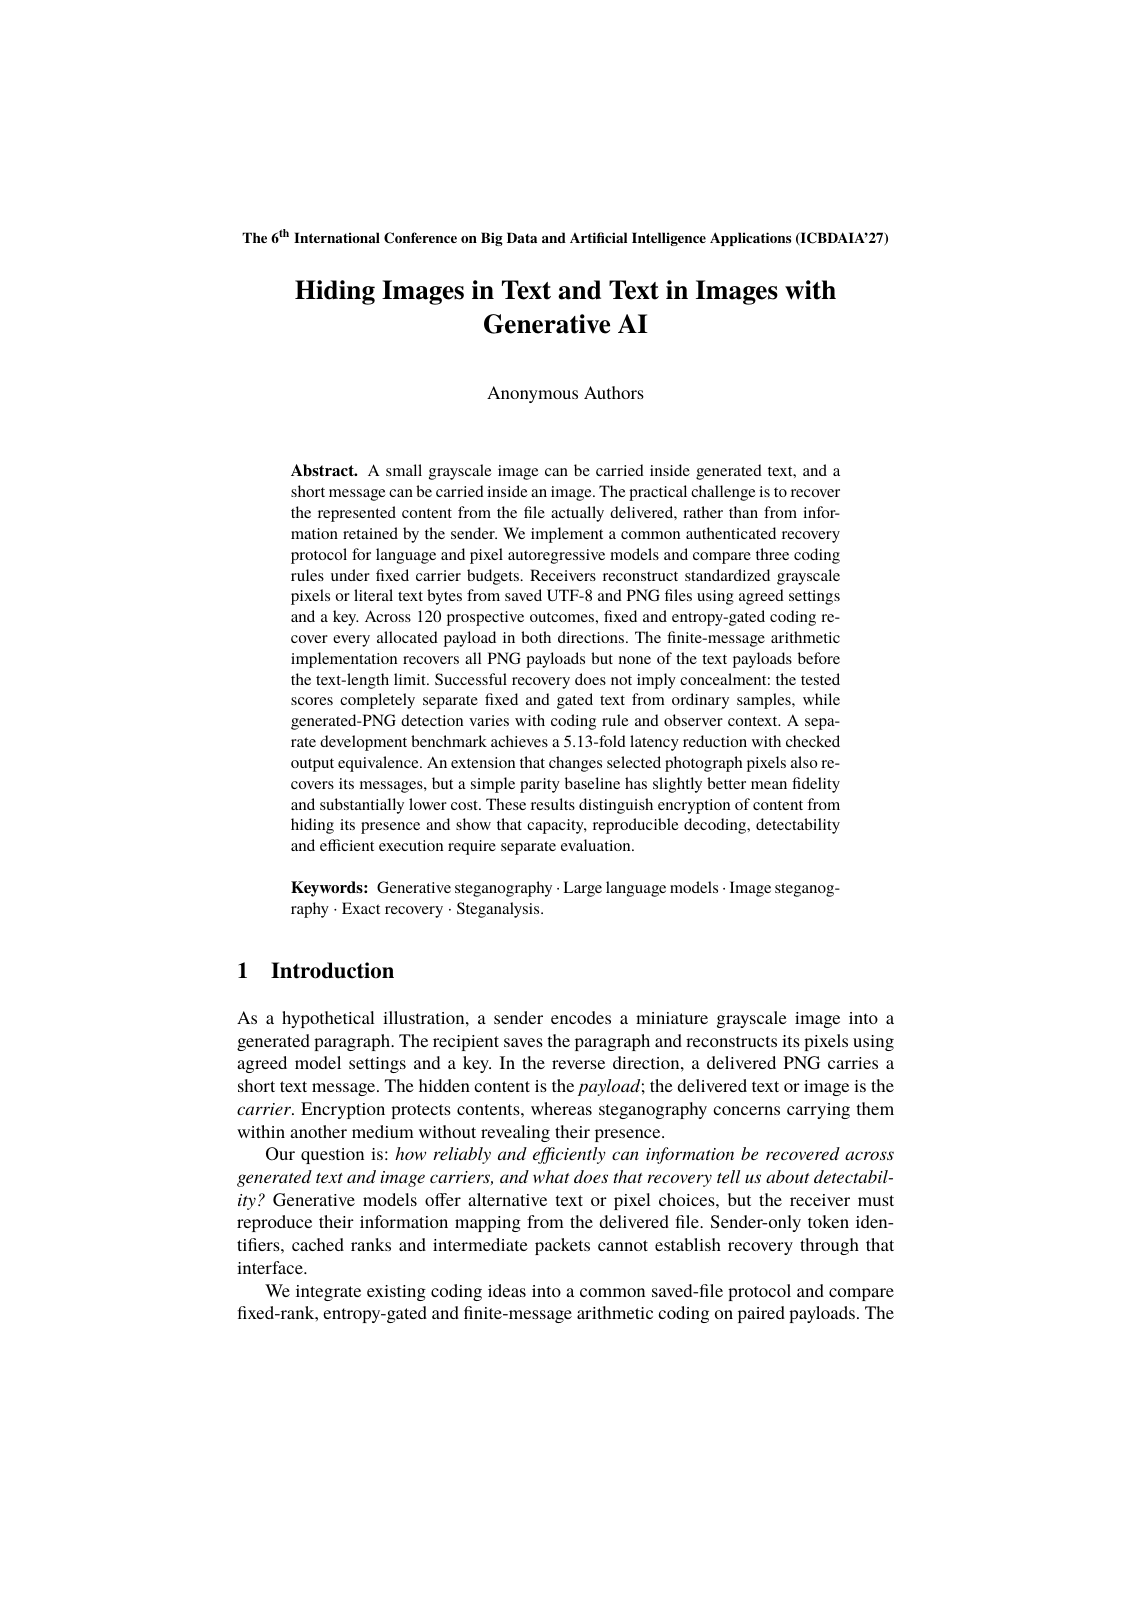 The 6th International Conference on Big Data and Artificial Intelligence Applications (ICBDAIA’27)
Hiding Images in Text and Text in Images with
Generative AI
Anonymous Authors
Abstract. A small grayscale image can be carried inside generated text, and a
short message can be carried inside an image. The practical challenge is to recover
the represented content from the file actually delivered, rather than from infor-
mation retained by the sender. We implement a common authenticated recovery
protocol for language and pixel autoregressive models and compare three coding
rules under fixed carrier budgets. Receivers reconstruct standardized grayscale
pixels or literal text bytes from saved UTF-8 and PNG files using agreed settings
and a key. Across 120 prospective outcomes, fixed and entropy-gated coding re-
cover every allocated payload in both directions. The finite-message arithmetic
implementation recovers all PNG payloads but none of the text payloads before
the text-length limit. Successful recovery does not imply concealment: the tested
scores completely separate fixed and gated text from ordinary samples, while
generated-PNG detection varies with coding rule and observer context. A sepa-
rate development benchmark achieves a 5.13-fold latency reduction with checked
output equivalence. An extension that changes selected photograph pixels also re-
covers its messages, but a simple parity baseline has slightly better mean fidelity
and substantially lower cost. These results distinguish encryption of content from
hiding its presence and show that capacity, reproducible decoding, detectability
and efficient execution require separate evaluation.
Keywords: Generative steganography · Large language models · Image steganog-
raphy · Exact recovery · Steganalysis.
1 Introduction
As a hypothetical illustration, a sender encodes a miniature grayscale image into a
generated paragraph. The recipient saves the paragraph and reconstructs its pixels using
agreed model settings and a key. In the reverse direction, a delivered PNG carries a
short text message. The hidden content is the payload; the delivered text or image is the
carrier. Encryption protects contents, whereas steganography concerns carrying them
within another medium without revealing their presence.
Our question is: how reliably and efficiently can information be recovered across
generated text and image carriers, and what does that recovery tell us about detectabil-
ity? Generative models offer alternative text or pixel choices, but the receiver must
reproduce their information mapping from the delivered file. Sender-only token iden-
tifiers, cached ranks and intermediate packets cannot establish recovery through that
interface.
We integrate existing coding ideas into a common saved-file protocol and compare
fixed-rank, entropy-gated and finite-message arithmetic coding on paired payloads. The